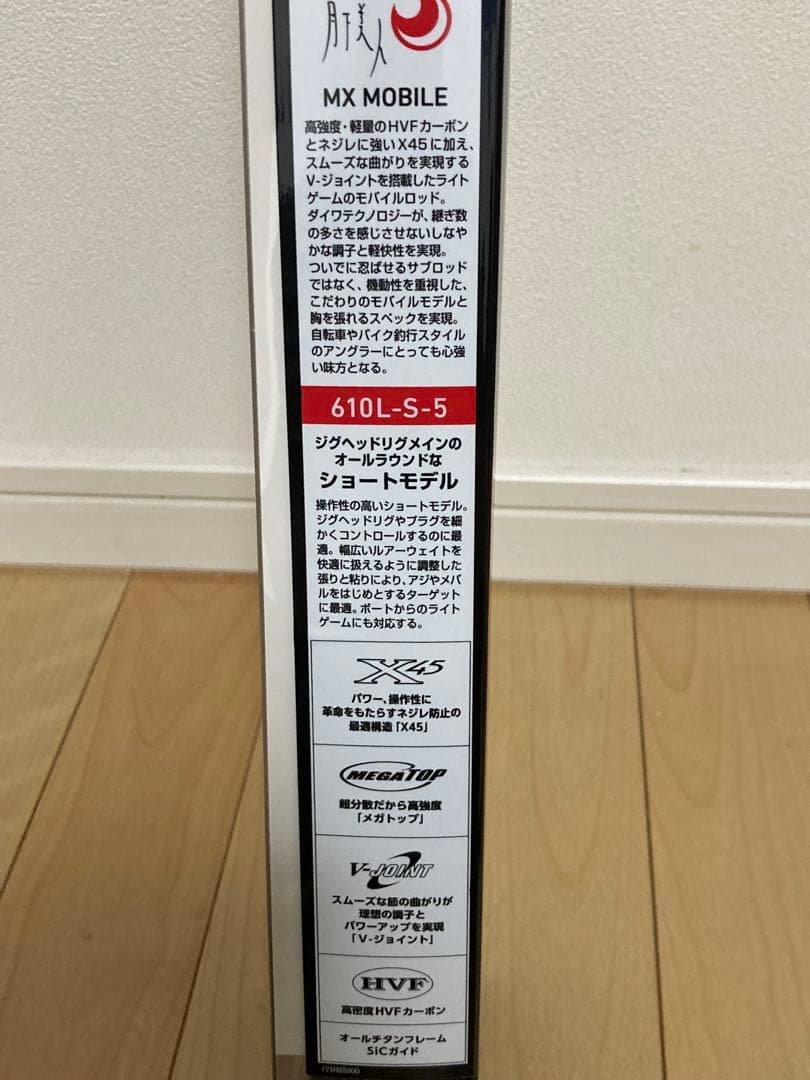 月下美人
MX MOBILE
高強度・軽量のHVFカーボン
とネジレに強いX45に加え、
スムーズな曲がりを実現する
V-ジョイントを搭載したライト
ゲームのモバイルロッド。
ダイワテクノロジーが、継ぎ数
の多さを感じさせないしなや
かな調子と軽快性を実現。
ついでに忍ばせるサブロッド
ではなく、機動性を重視した、
こだわりのモバイルモデルと
胸を張れるスペックを実現。
自転車やバイク釣行スタイル
のアングラーにとっても心強
い味方となる。
610L-S-5
ジグヘッドリグメインの
オールラウンドな
ショートモデル
操作性の高いショートモデル。
ジグヘッドリグやプラグを細
かくコントロールするのに最
適。幅広いルアーウェイトを
快適に扱えるように調整した
張りと粘りにより、アジやメバ
ルをはじめとするターゲット
に最適。ボートからのライト
ゲームにも対応する。
X45
パワー、操作性に
革命をもたらすネジレ防止の
最適構造「X45」
MEGATOP
超分散だから高強度
「メガトップ」
V-JOINT
スムーズな節の曲がりが
理想の調子と
パワーアップを実現
「V-ジョイント」
HVF
高密度HVFカーボン
オールチタンフレーム
SiCガイド